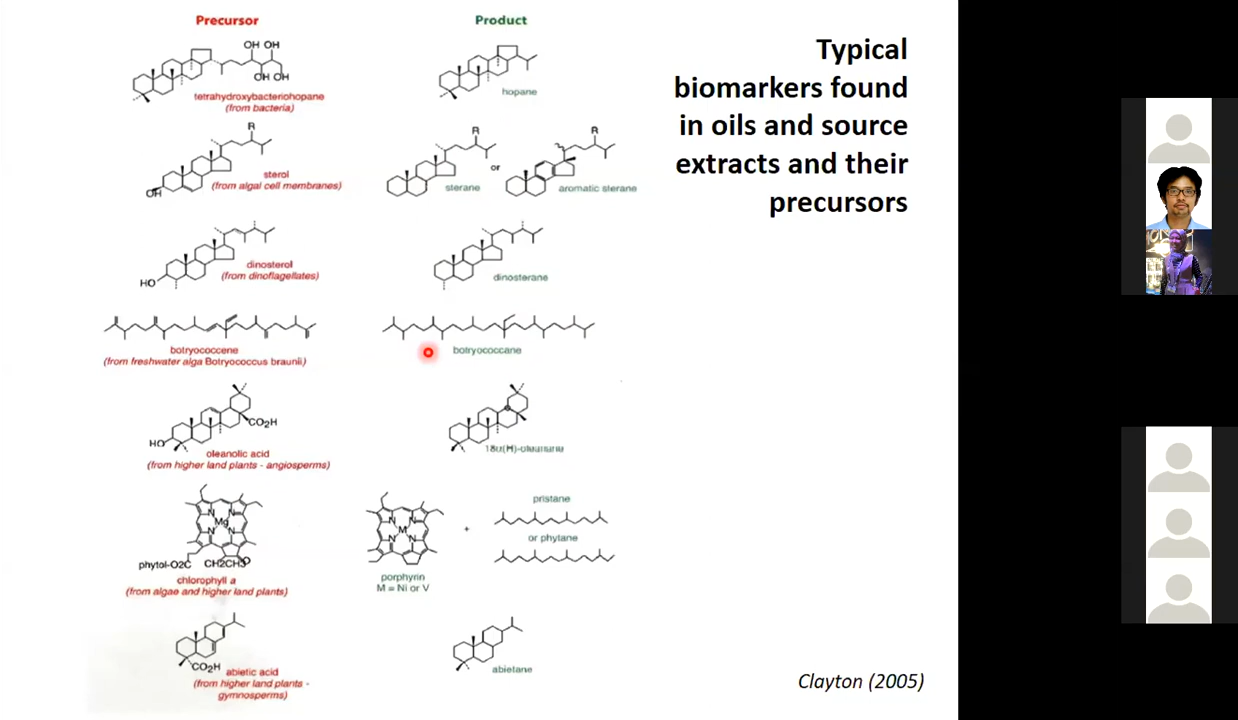 Precursor
Product
Typical
biomarkers found
in oils and source
extracts and their
precursors
OH OH
OH OH
tetrahydroxybacteriohopane
(from bacteria)
hopane
R
OH
sterol
(from algal cell membranes)
R
sterane
or
R
aromatic sterane
HO
dinosterol
(from dinoflagellates)
dinosterane
botryococcene
(from freshwater alga Botryococcus braunii)
botryococcane
CO2H
HO
oleanolic acid
(from higher land plants - angiosperms)
18α(H)-oleanane
N N
Mg
N N
phytol-O2C
CH2CH3
O
chlorophyll a
(from algae and higher land plants)
N N
M
N N
porphyrin
M = Ni or V
+
pristane
or phytane
CO2H
abietic acid
(from higher land plants -
gymnosperms)
abietane
Clayton (2005)